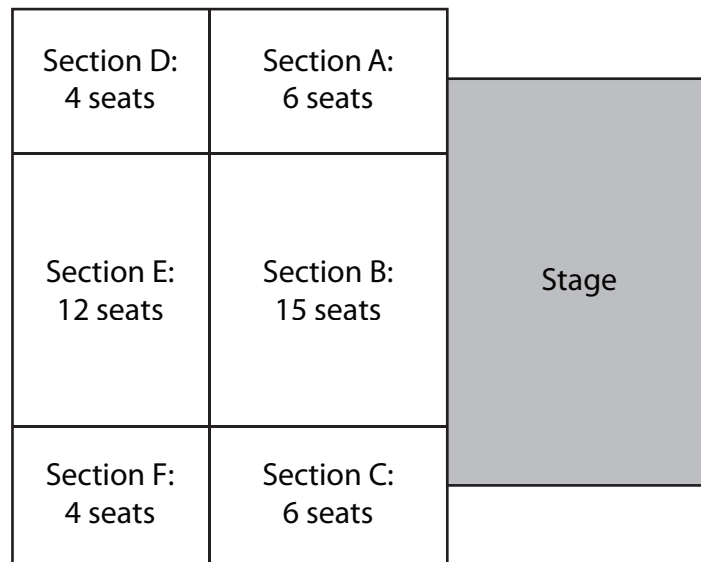 Section D:
4 seats
Section A:
6 seats
Section E:
12 seats
Section B:
15 seats
Stage
Section F:
4 seats
Section C:
6 seats